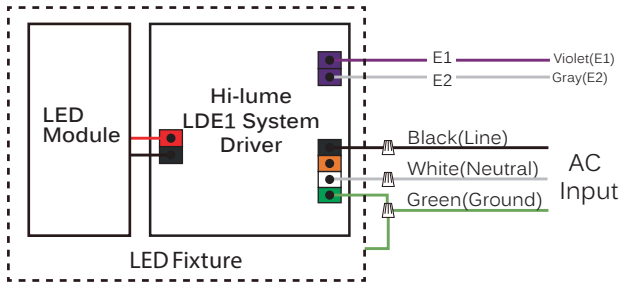 LED
Module
Hi-lume
LDE1 System
Driver
E1
Violet(E1)
E2
Gray(E2)
Black(Line)
White(Neutral)
Green(Ground)
AC
Input
LED Fixture